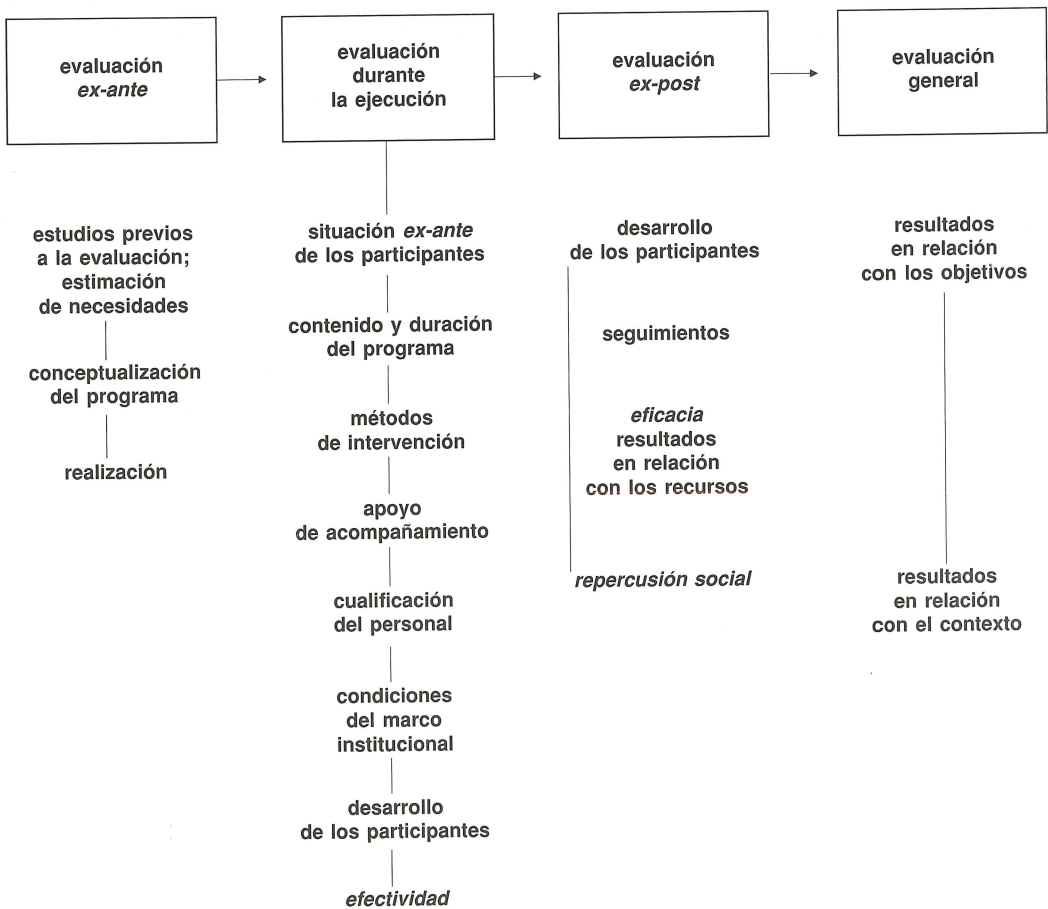 evaluación
ex-ante
evaluación
durante
la ejecución
evaluación
ex-post
evaluación
general
estudios previos
a la evaluación;
estimación
de necesidades
conceptualización
del programa
realización
situación ex-ante
de los participantes
contenido y duración
del programa
métodos
de intervención
apoyo
de acompañamiento
cualificación
del personal
condiciones
del marco
institucional
desarrollo
de los participantes
efectividad
desarrollo
de los participantes
seguimientos
eficacia
resultados
en relación
con los recursos
repercusión social
resultados
en relación
con los objetivos
resultados
en relación
con el contexto